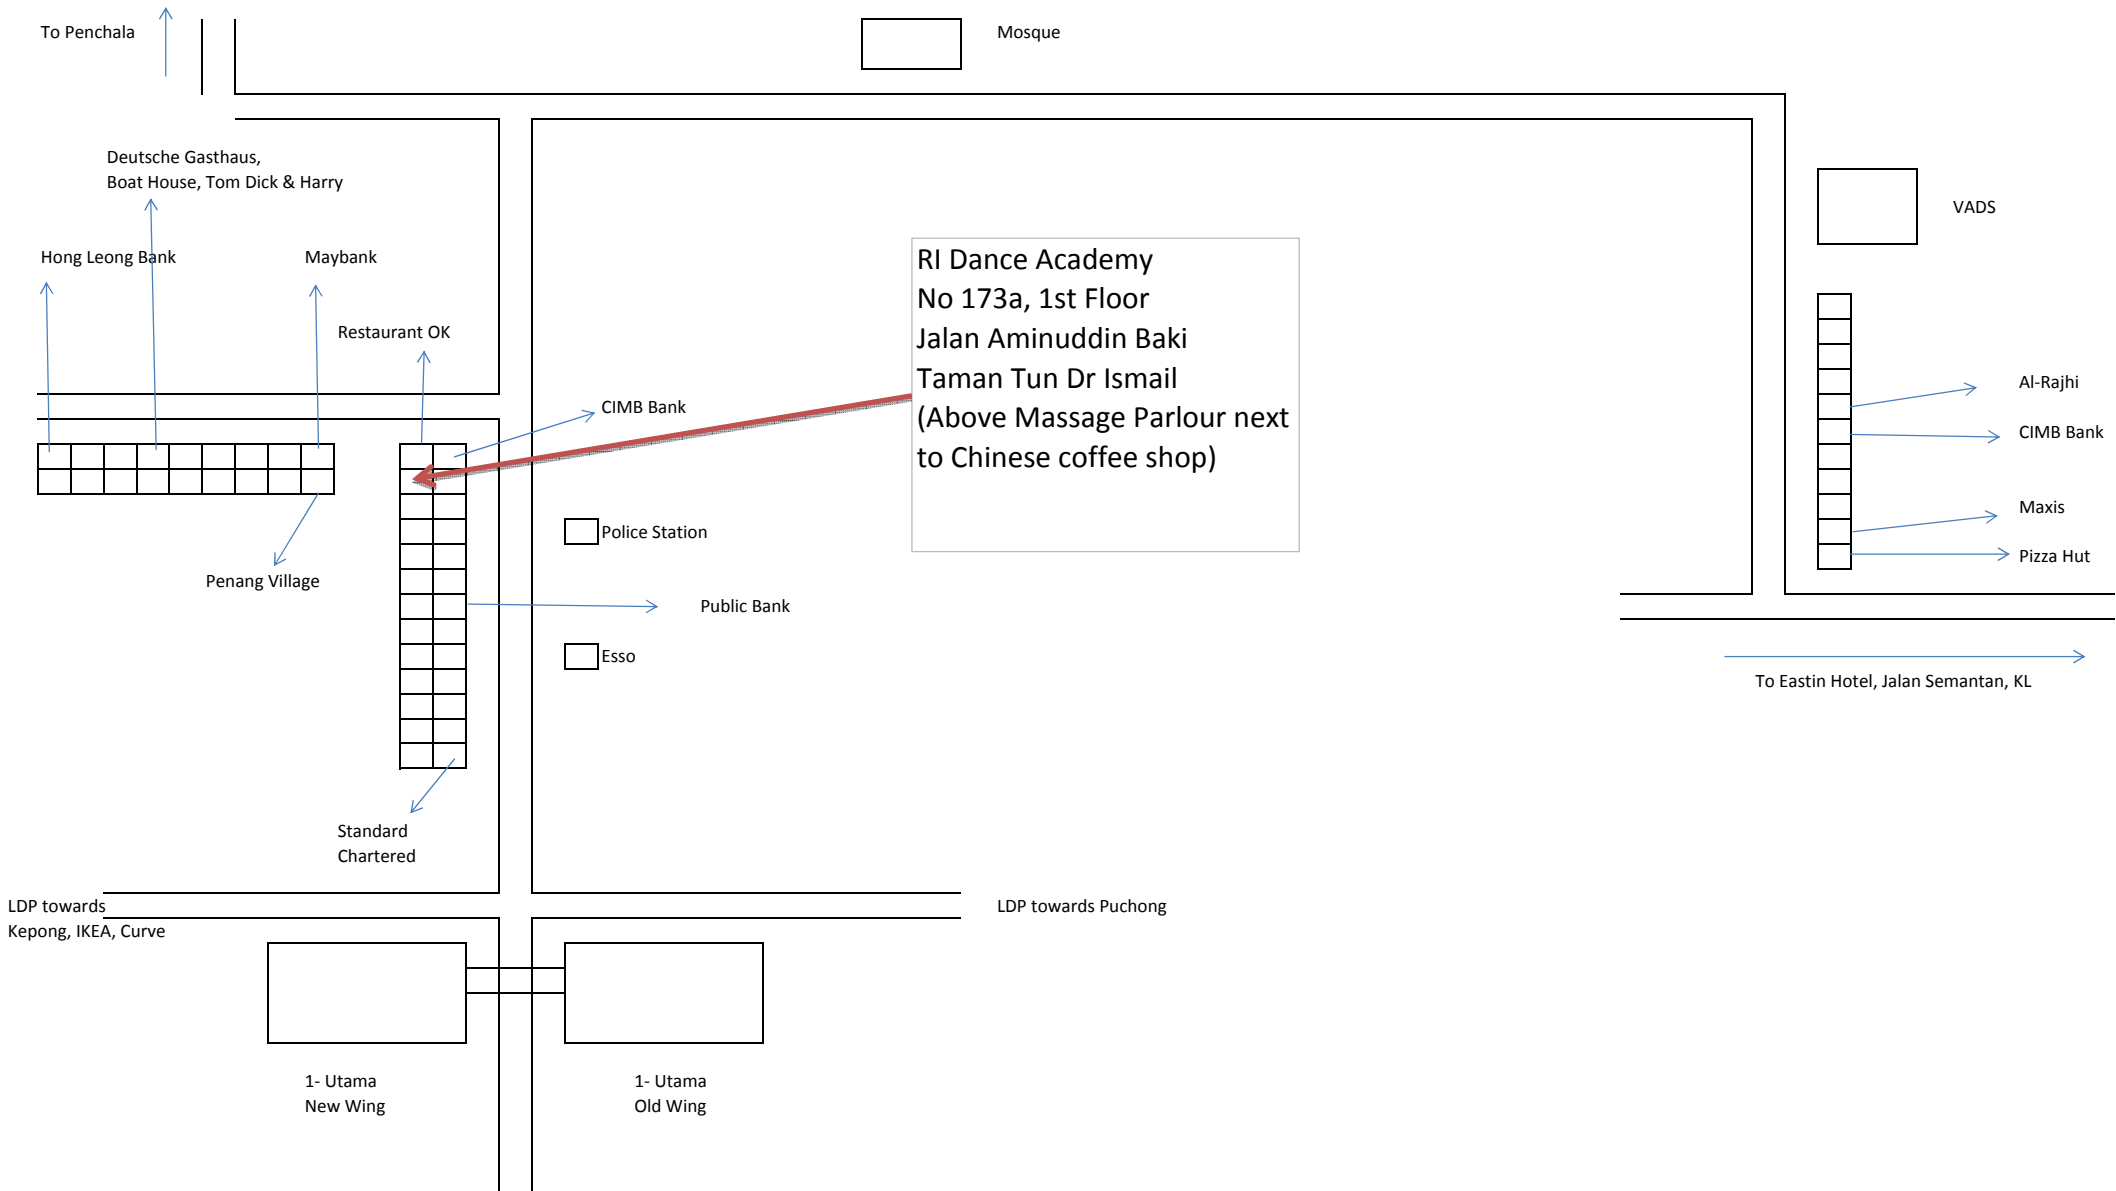 To Penchala
Mosque
Deutsche Gasthaus,
Boat House, Tom Dick & Harry
VADS
Hong Leong Bank
Maybank
RI Dance Academy
No 173a, 1st Floor
Jalan Aminuddin Baki
Taman Tun Dr Ismail
(Above Massage Parlour next
to Chinese coffee shop)
Restaurant OK
CIMB Bank
Al-Rajhi
CIMB Bank
Maxis
Pizza Hut
Police Station
Penang Village
Public Bank
Esso
To Eastin Hotel, Jalan Semantan, KL
Standard
Chartered
LDP towards
Kepong, IKEA, Curve
LDP towards Puchong
1- Utama
New Wing
1- Utama
Old Wing